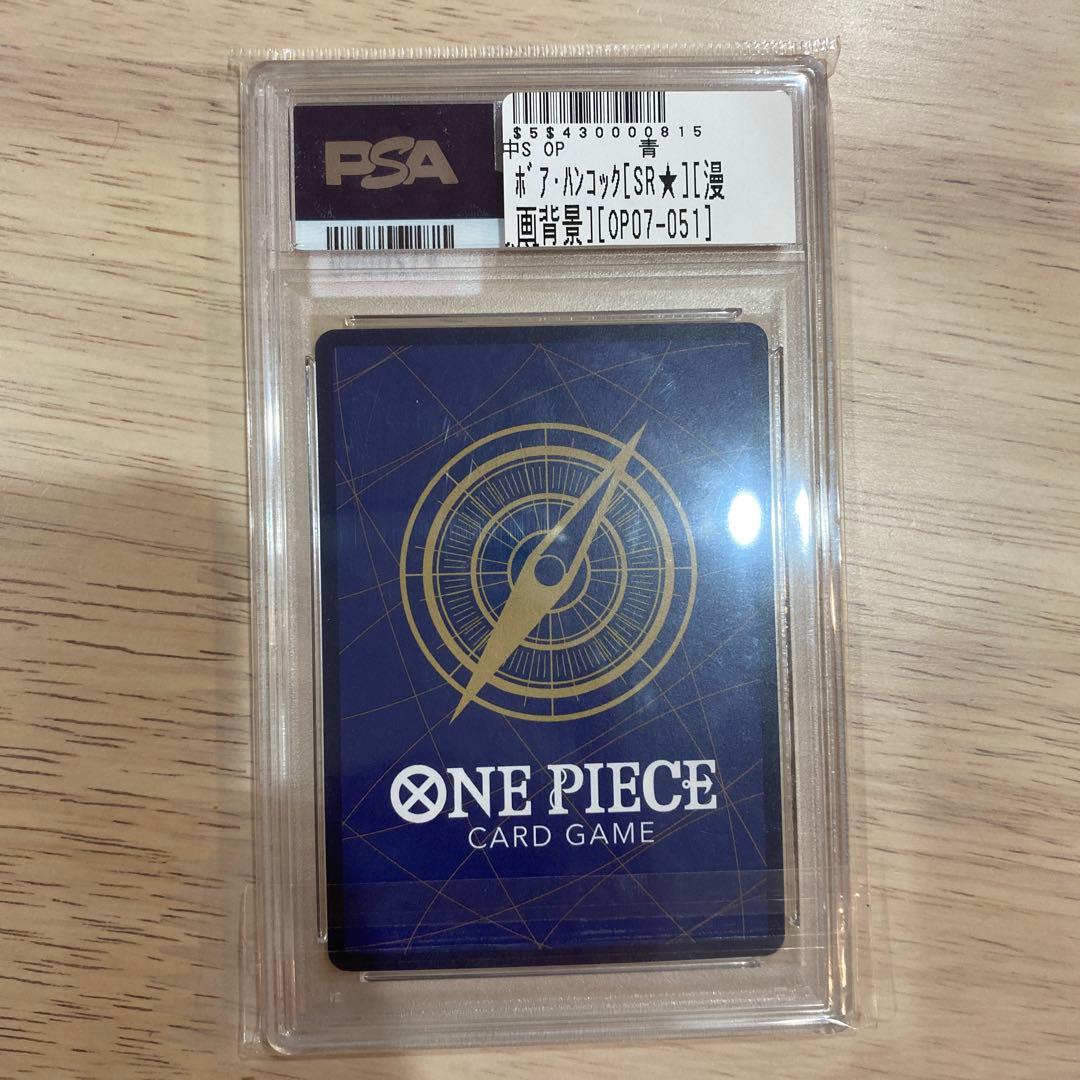 PSA
$5$430000815
中S OP 青
ﾎﾞｱ･ﾊﾝｺｯｸ[SR★][漫
画背景][OP07-051]
ONE PIECE
CARD GAME